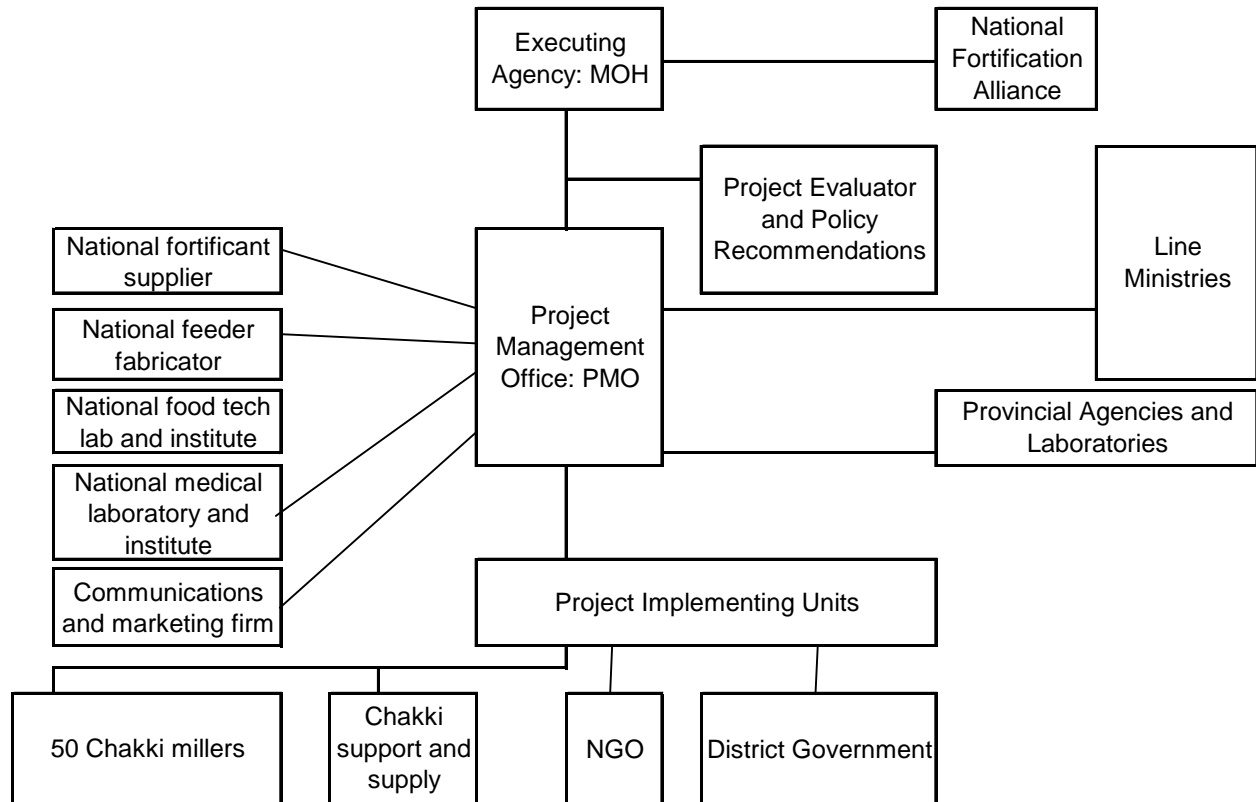 Executing
Agency: MOH
National
Fortification
Alliance
Project Evaluator
and Policy
Recommendations
Line
Ministries
National fortificant
supplier
National feeder
fabricator
National food tech
lab and institute
National medical
laboratory and
institute
Communications
and marketing firm
Project
Management
Office: PMO
Provincial Agencies and
Laboratories
Project Implementing Units
50 Chakki millers
Chakki
support and
supply
NGO
District Government